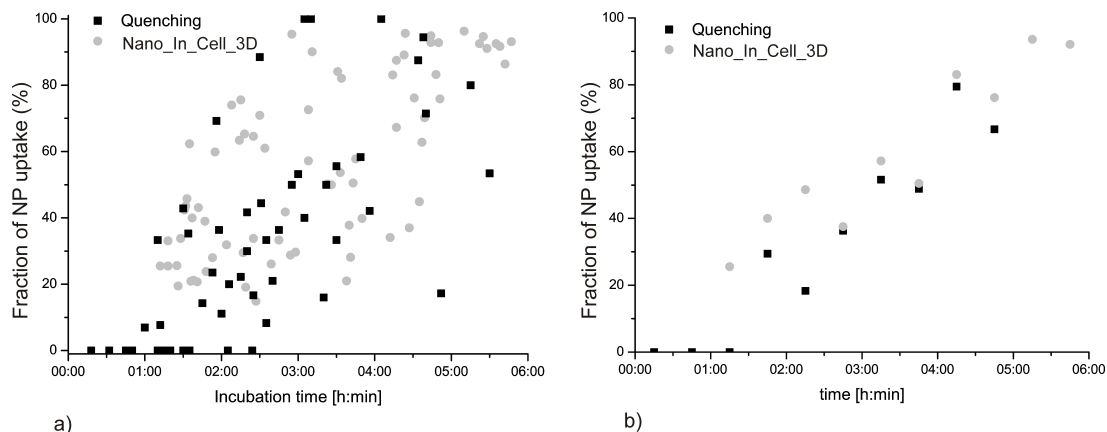 Quenching
Nano_In_Cell_3D
Fraction of NP uptake (%)
100
80
60
40
20
0
00:00 01:00 02:00 03:00 04:00 05:00 06:00
Incubation time [h:min]
a)
Quenching
Nano_In_Cell_3D
Fraction of NP uptake (%)
100
80
60
40
20
0
00:00 01:00 02:00 03:00 04:00 05:00 06:00
time [h:min]
b)